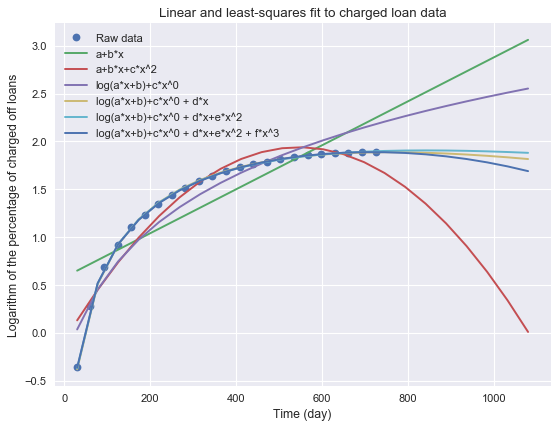 Linear and least-squares fit to charged loan data
Raw data
a+b*x
a+b*x+c*x^2
log(a*x+b)+c*x^0
log(a*x+b)+c*x^0 + d*x
log(a*x+b)+c*x^0 + d*x+e*x^2
log(a*x+b)+c*x^0 + d*x+e*x^2 + f*x^3
Logarithm of the percentage of charged off loans
3.0
2.5
2.0
1.5
1.0
0.5
0.0
−0.5
0 200 400 600 800 1000
Time (day)